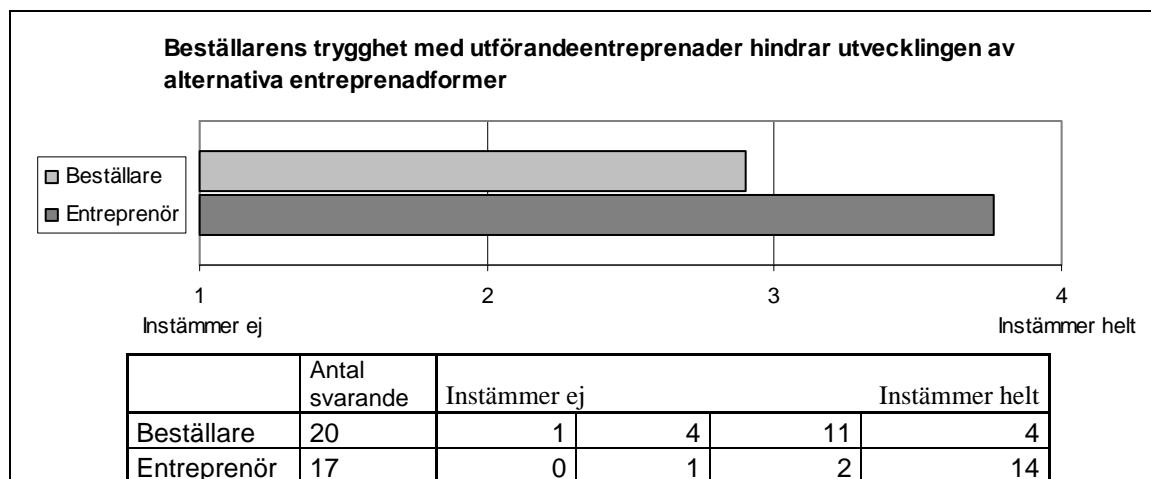 Beställarens trygghet med utförandeentreprenader hindrar utvecklingen av
alternativa entreprenadformer
Beställare
Entreprenör
1 2 3 4
Instämmer ej Instämmer helt
Antal
svarande Instämmer ej Instämmer helt
Beställare 20 1 4 11 4
Entreprenör 17 0 1 2 14